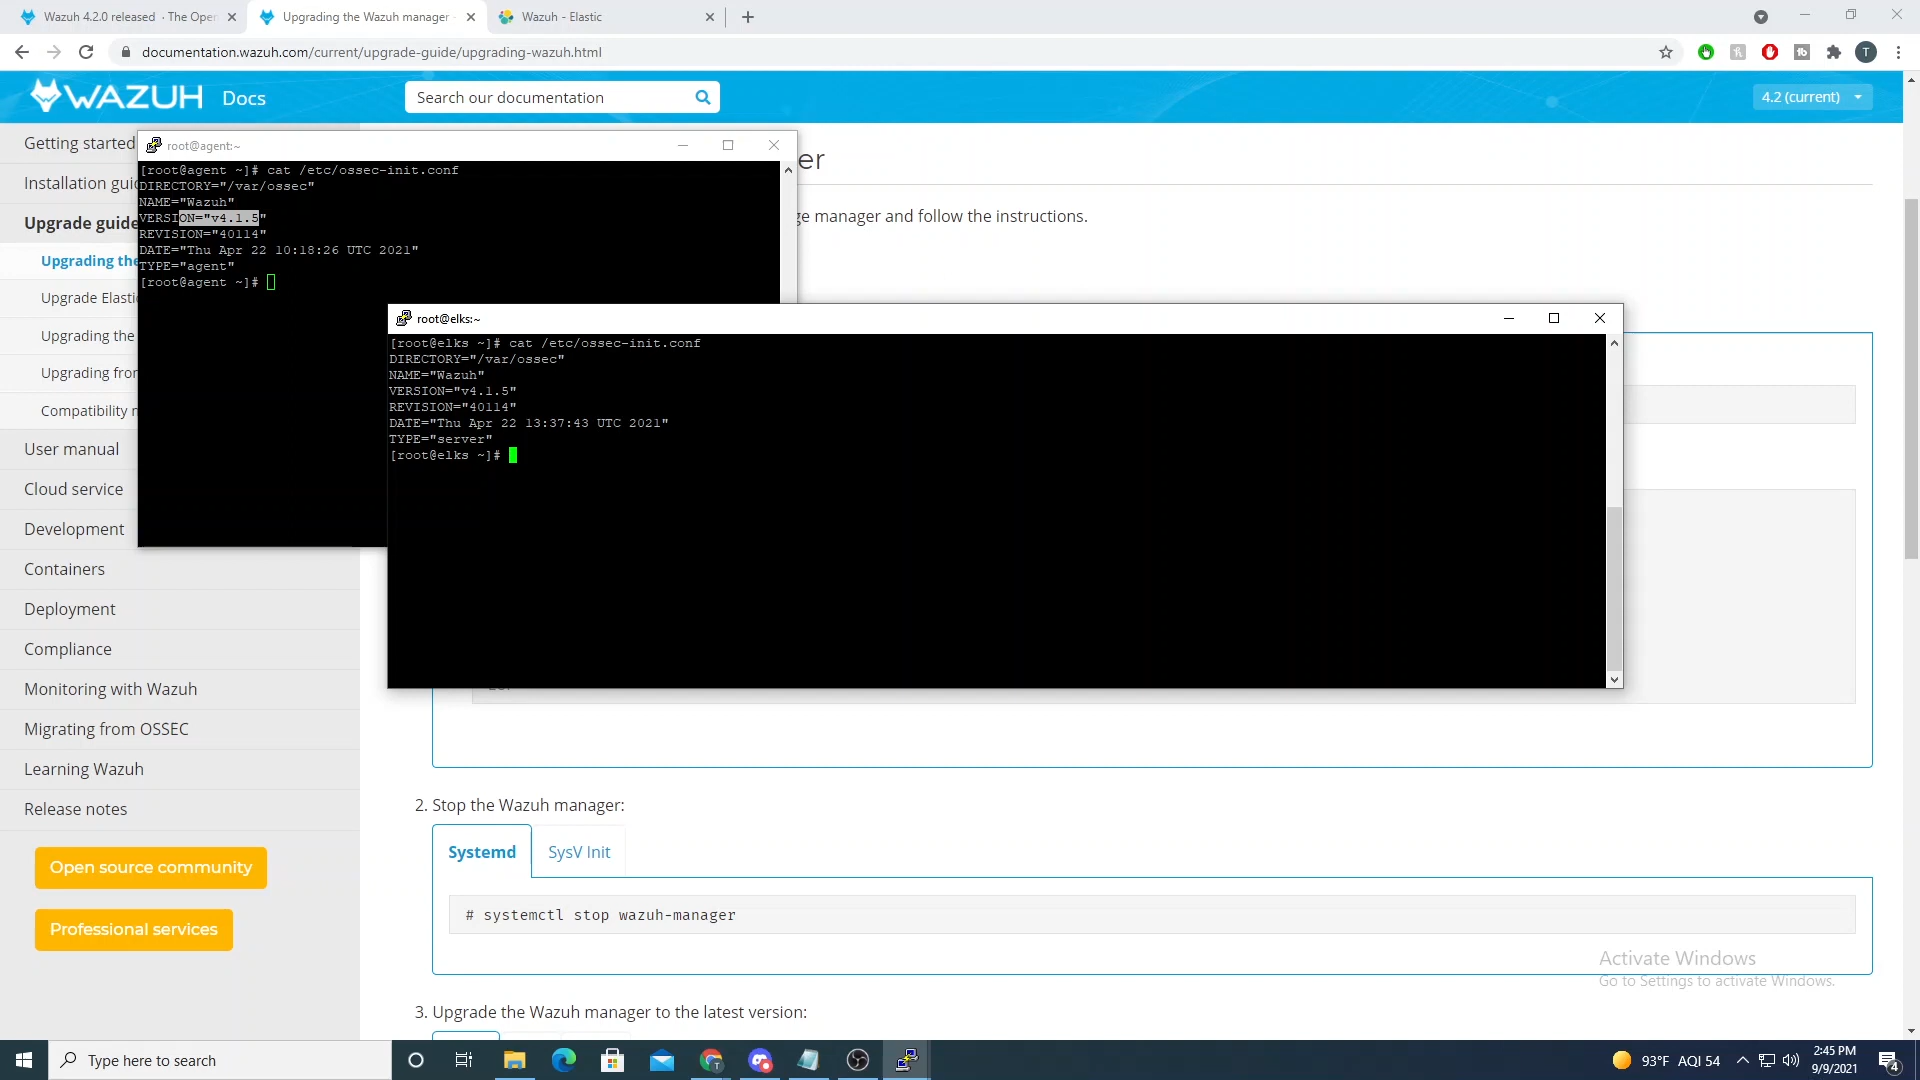 Wazuh 4.2.0 released · The Open
Upgrading the Wazuh manager
Wazuh - Elastic
documentation.wazuh.com/current/upgrade-guide/upgrading-wazuh.html
T
WAZUH Docs
Search our documentation
4.2 (current)
Getting started
Installation guid
Upgrade guide
Upgrading the
Upgrade Elasti
Upgrading the
Upgrading fror
Compatibility m
User manual
Cloud service
Development
Containers
Deployment
Compliance
Monitoring with Wazuh
Migrating from OSSEC
Learning Wazuh
Release notes
Open source community
Professional services
root@agent:~
[root@agent ~]# cat /etc/ossec-init.conf
DIRECTORY="/var/ossec"
NAME="Wazuh"
VERSION="v4.1.5"
REVISION="40114"
DATE="Thu Apr 22 10:18:26 UTC 2021"
TYPE="agent"
[root@agent ~]#
er
ge manager and follow the instructions.
root@elks:~
[root@elks ~]# cat /etc/ossec-init.conf
DIRECTORY="/var/ossec"
NAME="Wazuh"
VERSION="v4.1.5"
REVISION="40114"
DATE="Thu Apr 22 13:37:43 UTC 2021"
TYPE="server"
[root@elks ~]#
2. Stop the Wazuh manager:
Systemd
SysV Init
# systemctl stop wazuh-manager
3. Upgrade the Wazuh manager to the latest version:
Activate Windows
Go to Settings to activate Windows.
Type here to search
93°F AQI 54
2:45 PM
9/9/2021
4